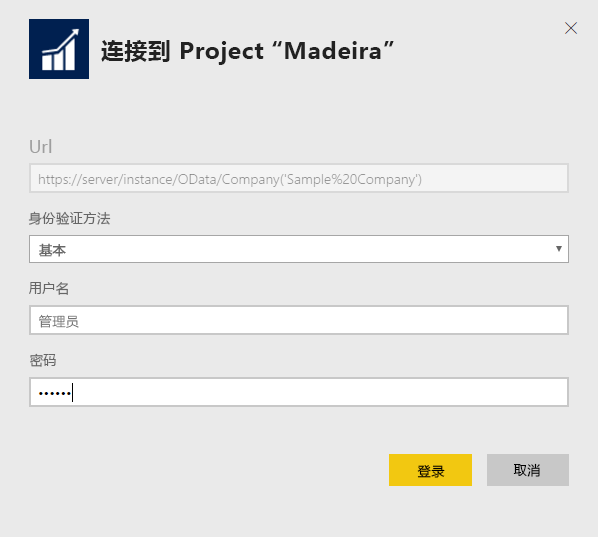 连接到 Project “Madeira”
Url
https://server/instance/OData/Company('Sample%20Company')
身份验证方法
基本
用户名
管理员
密码
••••••
登录
取消